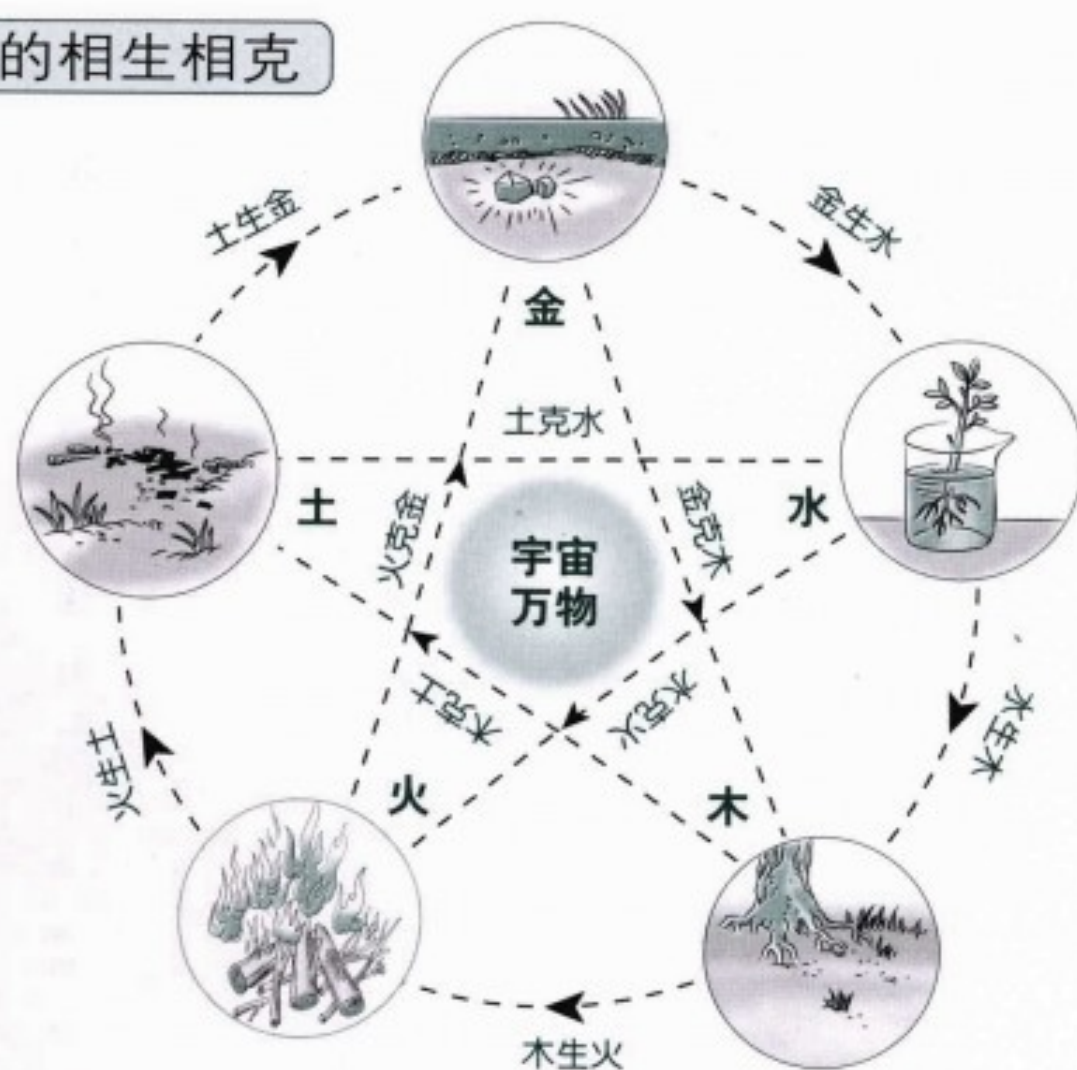 的相生相克
土生金
金生水
金
土克水
土
火克金
宇宙
万物
金克木
水
木克土
水克火
水生木
火生土
火
木
木生火